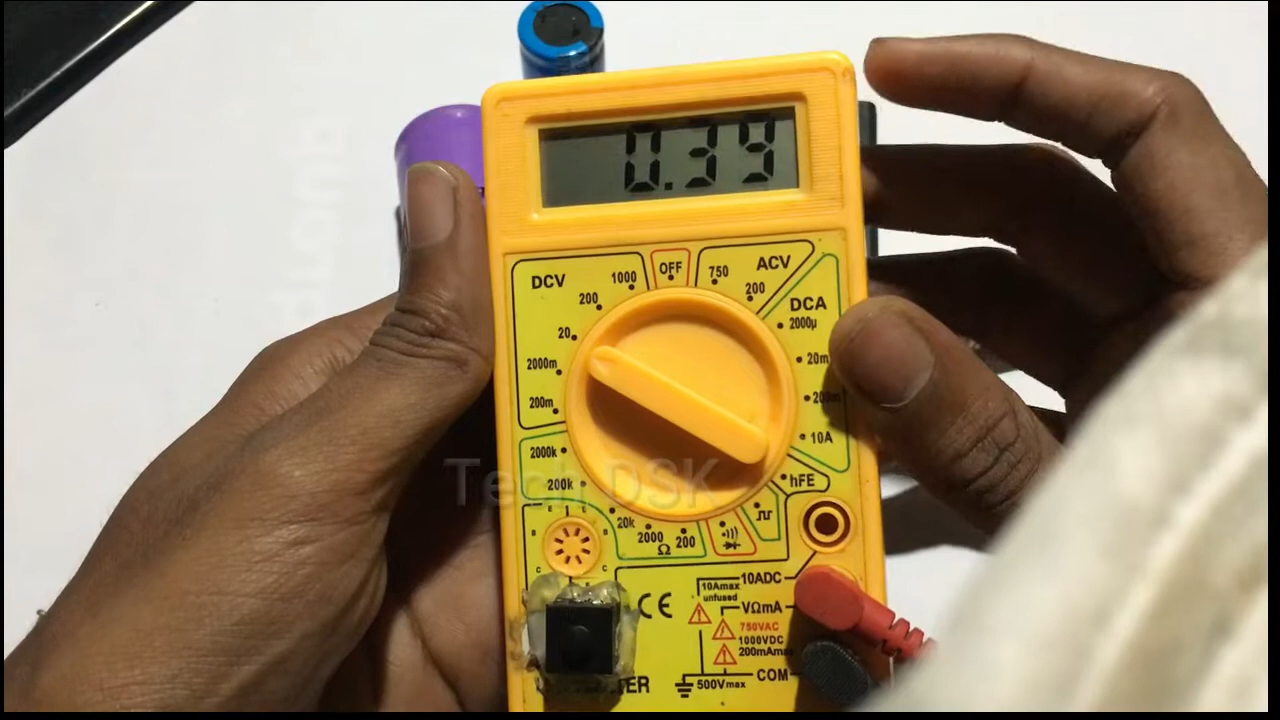 0.39
DCV
1000
OFF
750
ACV
200
200
20
2000m
200m
DCA
2000µ
20m
200m
10A
2000k
200k
20k
2000
Ω
200
hFE
E
C
B
B
C
E
Tech DSK
10Amax
unfused
10ADC
CE
VΩmA
750VAC
1000VDC
200mAmax
COM
500Vmax